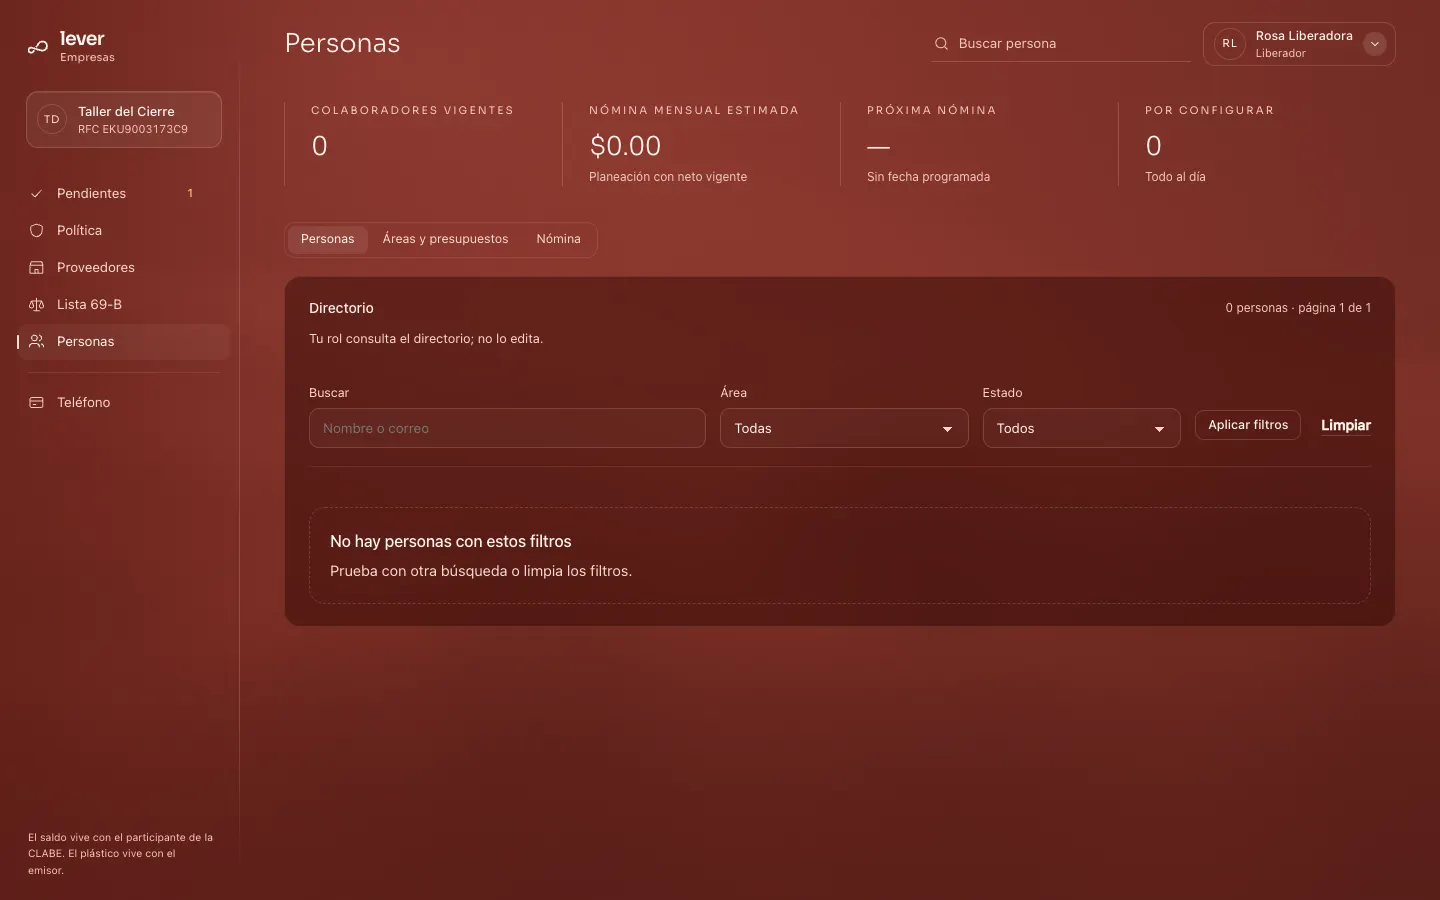 lever
Empresas
TD
Taller del Cierre
RFC EKU9003173C9
Pendientes 1
Política
Proveedores
Lista 69-B
Personas
Teléfono
El saldo vive con el participante de la
CLABE. El plástico vive con el
emisor.
Personas
Buscar persona
RL
Rosa Liberadora
Liberador
COLABORADORES VIGENTES
0
NÓMINA MENSUAL ESTIMADA
$0.00
Planeación con neto vigente
PRÓXIMA NÓMINA
—
Sin fecha programada
POR CONFIGURAR
0
Todo al día
Personas Áreas y presupuestos Nómina
Directorio
0 personas · página 1 de 1
Tu rol consulta el directorio; no lo edita.
Buscar
Nombre o correo
Área
Todas
Estado
Todos
Aplicar filtros
Limpiar
No hay personas con estos filtros
Prueba con otra búsqueda o limpia los filtros.